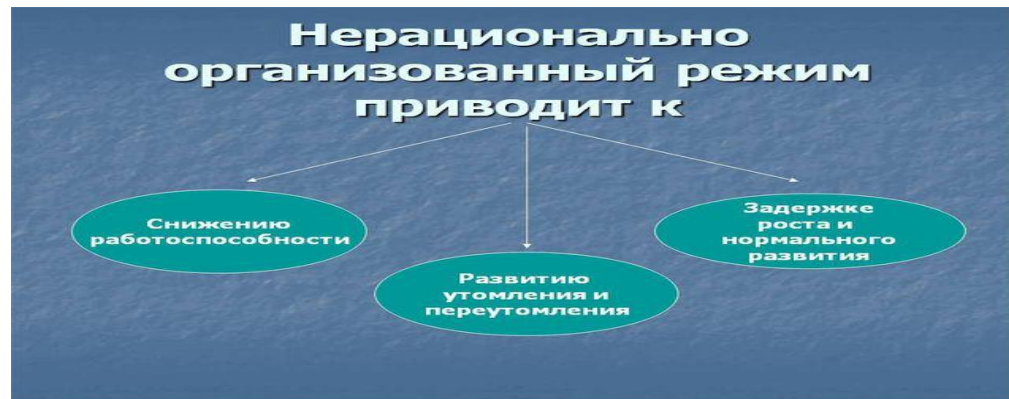 Нерационально
организованный режим
приводит к
Снижению
работоспособности
Развитию
утомления и
переутомления
Задержке
роста и
нормального
развития